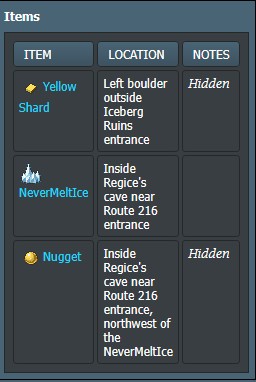 Items
ITEM LOCATION NOTES
Yellow
Shard
Left boulder
outside
Iceberg
Ruins
entrance
Hidden
NeverMeltIce
Inside
Regice's
cave near
Route 216
entrance
Nugget
Inside
Regice's
cave near
Route 216
entrance,
northwest of
the
NeverMeltIce
Hidden